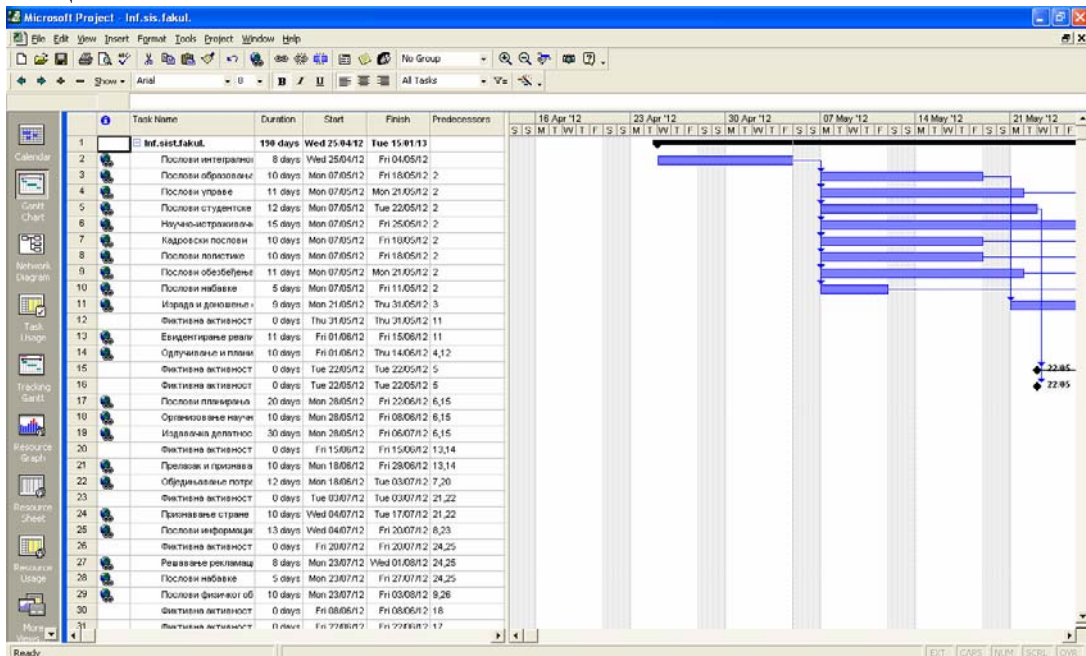 Microsoft Project - Inf.sis.fakul.
File Edit View Insert Format Tools Project Window Help
No Group
Show Arial 8 B I U All Tasks
Task Name Duration Start Finish Predecessors
16 Apr '12 23 Apr '12 30 Apr '12 07 May '12 14 May '12 21 May '12
S S M T W T F S S M T W T F S S M T W T F S S M T W T F S S M T W T F S S M T W T F
1 Inf.sist.fakul. 190 days Wed 25/04/12 Tue 15/01/13
2 Послови интегралног 8 days Wed 25/04/12 Fri 04/05/12
3 Послови образовања 10 days Mon 07/05/12 Fri 18/05/12 2
4 Послови управе 11 days Mon 07/05/12 Mon 21/05/12 2
5 Послови студентске 12 days Mon 07/05/12 Tue 22/05/12 2
6 Научно-истраживачк 15 days Mon 07/05/12 Fri 25/05/12 2
7 Кадровски послови 10 days Mon 07/05/12 Fri 18/05/12 2
8 Послови логистике 10 days Mon 07/05/12 Fri 18/05/12 2
9 Послови обезбеђења 11 days Mon 07/05/12 Mon 21/05/12 2
10 Послови набавке 5 days Mon 07/05/12 Fri 11/05/12 2
11 Израда и доношење 9 days Mon 21/05/12 Thu 31/05/12 3
12 Фиктивна активност 0 days Thu 31/05/12 Thu 31/05/12 11
13 Евидентирање реали 11 days Fri 01/06/12 Fri 15/06/12 11
14 Одлучивање и плани 10 days Fri 01/06/12 Thu 14/06/12 4,12
15 Фиктивна активност 0 days Tue 22/05/12 Tue 22/05/12 5
22/05
16 Фиктивна активност 0 days Tue 22/05/12 Tue 22/05/12 5
22/05
17 Послови планирања 20 days Mon 28/05/12 Fri 22/06/12 6,15
18 Организовање научн 10 days Mon 28/05/12 Fri 08/06/12 6,15
19 Издавачка делатнос 30 days Mon 28/05/12 Fri 06/07/12 6,15
20 Фиктивна активност 0 days Fri 15/06/12 Fri 15/06/12 13,14
21 Прелазак и признава 10 days Mon 18/06/12 Fri 29/06/12 13,14
22 Обједињавање потре 12 days Mon 18/06/12 Tue 03/07/12 7,20
23 Фиктивна активност 0 days Tue 03/07/12 Tue 03/07/12 21,22
24 Признавање стране 10 days Wed 04/07/12 Tue 17/07/12 21,22
25 Послови информаци 13 days Wed 04/07/12 Fri 20/07/12 8,23
26 Фиктивна активност 0 days Fri 20/07/12 Fri 20/07/12 24,25
27 Решавање рекламац 8 days Mon 23/07/12 Wed 01/08/12 24,25
28 Послови набавке 5 days Mon 23/07/12 Fri 27/07/12 24,25
29 Послови физичког об 10 days Mon 23/07/12 Fri 03/08/12 9,26
30 Фиктивна активност 0 days Fri 08/06/12 Fri 08/06/12 18
31 Фиктивна активност 0 days Fri 22/06/12 Fri 22/06/12 17
Calendar
Gantt Chart
Network Diagram
Task Usage
Tracking Gantt
Resource Graph
Resource Sheet
Resource Usage
More Views...
Ready
EXT CAPS NUM SCRL OVR